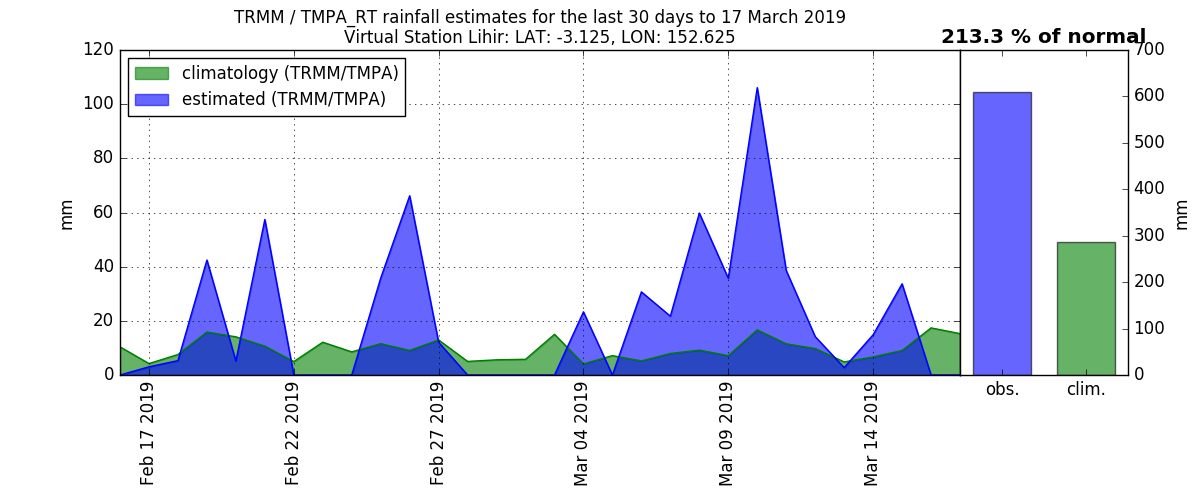 TRMM / TMPA_RT rainfall estimates for the last 30 days to 17 March 2019
Virtual Station Lihir: LAT: -3.125, LON: 152.625
213.3 % of normal
climatology (TRMM/TMPA)
estimated (TRMM/TMPA)
120
100
80
60
40
20
0
mm
Feb 17 2019
Feb 22 2019
Feb 27 2019
Mar 04 2019
Mar 09 2019
Mar 14 2019
700
600
500
400
300
200
100
0
mm
obs.
clim.